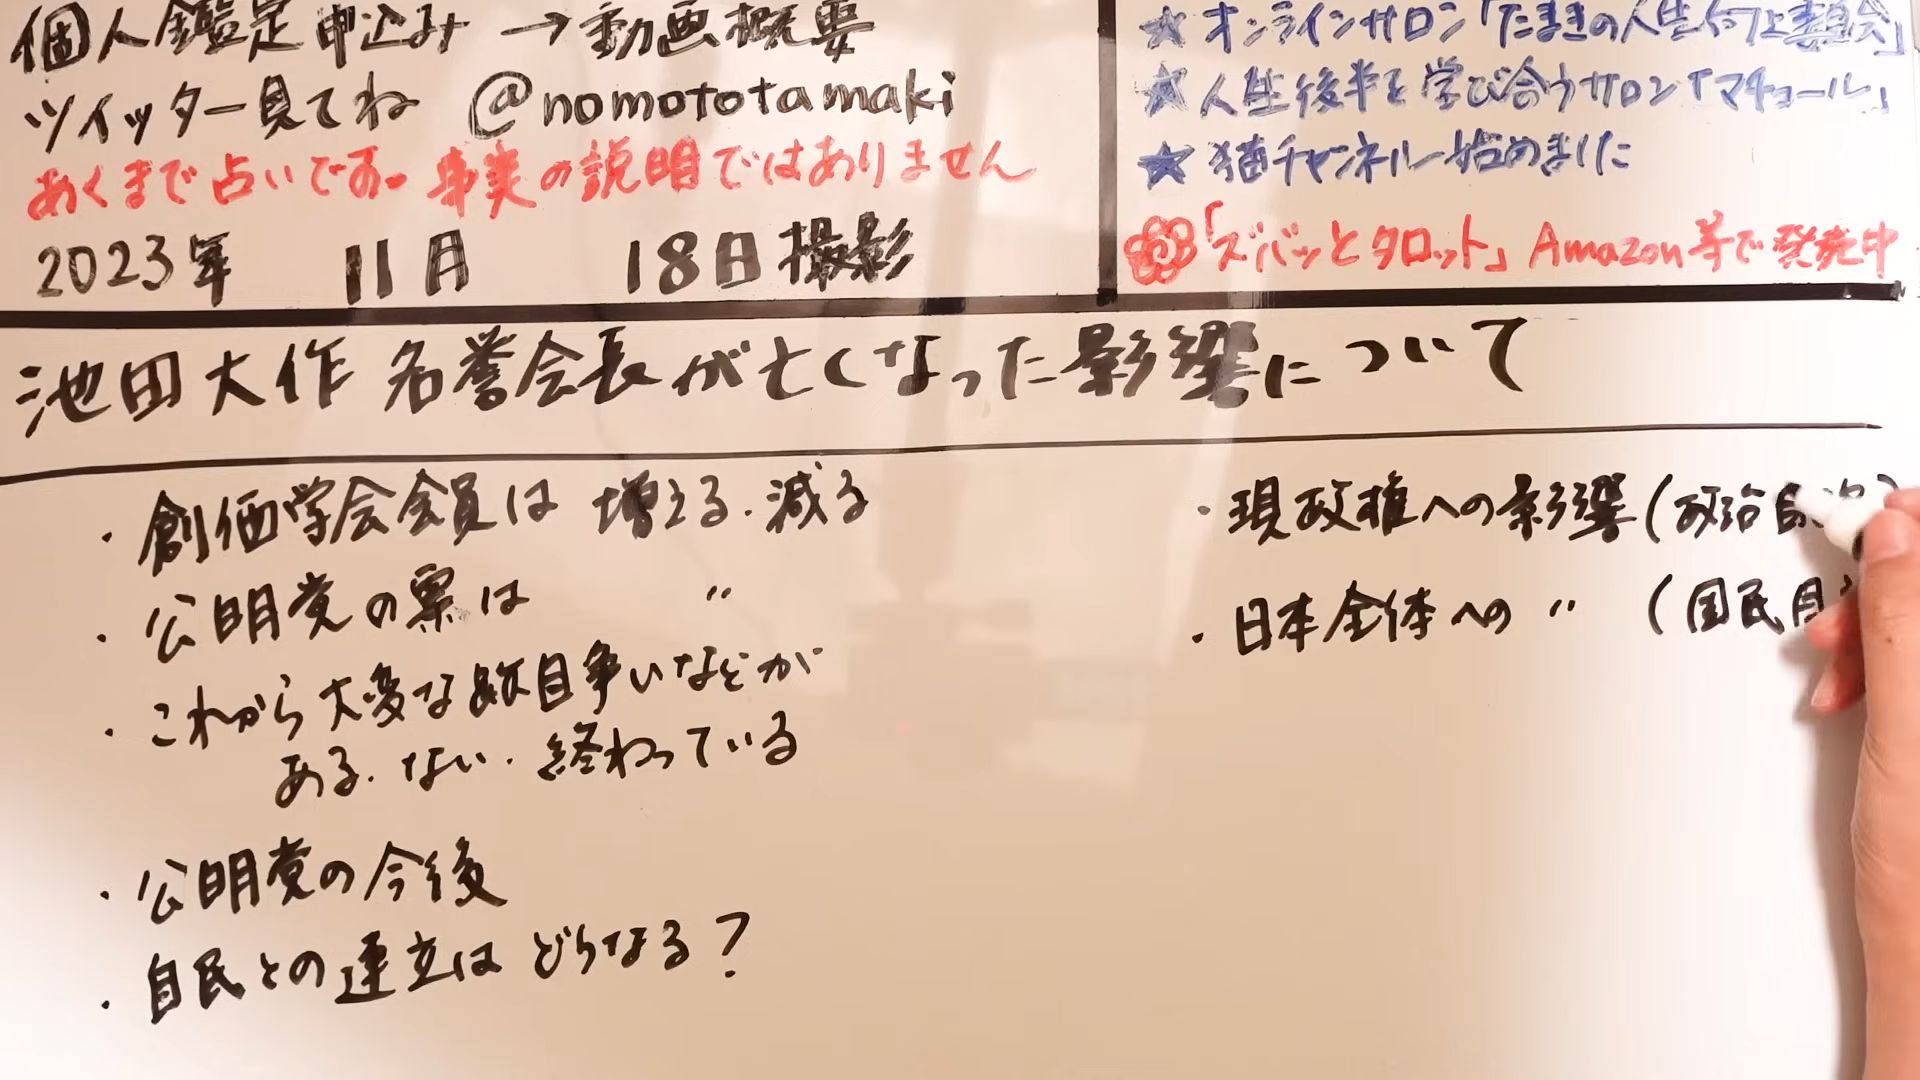 個人鑑定申込み→動画概要
ツイッター見てね @nomototamaki
あくまで占いです。事実の説明ではありません
2023年 11月 18日撮影
★オンラインサロン「たまきの人生向上委員会」
★人生後半を学び合うサロン「マチュール」
★猫チャンネル始めました
「ズバッとタロット」Amazon等で発売中
池田大作名誉会長が亡くなった影響について
・創価学会会員は増える・減る
・公明党の票は 〃
・これから大変な跡目争いなどが
ある・ない・終わっている
・公明党の今後
・自民との連立はどうなる?
・現政権への影響(政治
・日本全体への 〃 (国民目